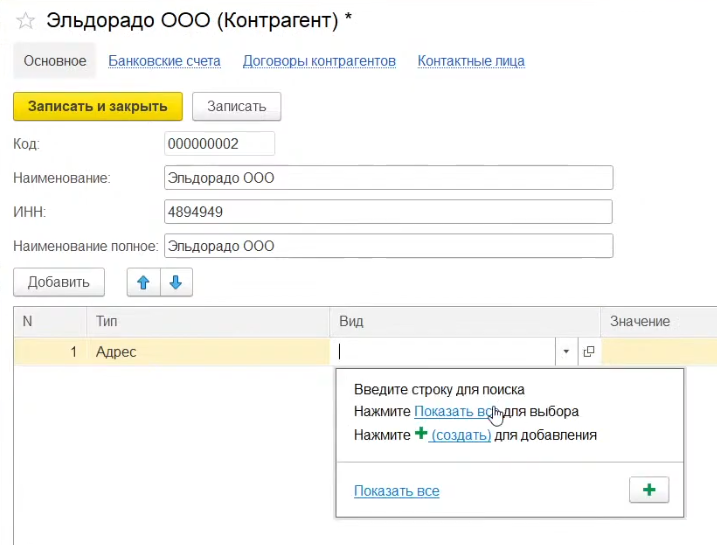 Эльдорадо ООО (Контрагент) *
Основное Банковские счета Договоры контрагентов Контактные лица
Записать и закрыть Записать
Код: 000000002
Наименование: Эльдорадо ООО
ИНН: 4894949
Наименование полное: Эльдорадо ООО
Добавить
N Тип Вид Значение
1 Адрес
Введите строку для поиска
Нажмите Показать все для выбора
Нажмите (создать) для добавления
Показать все